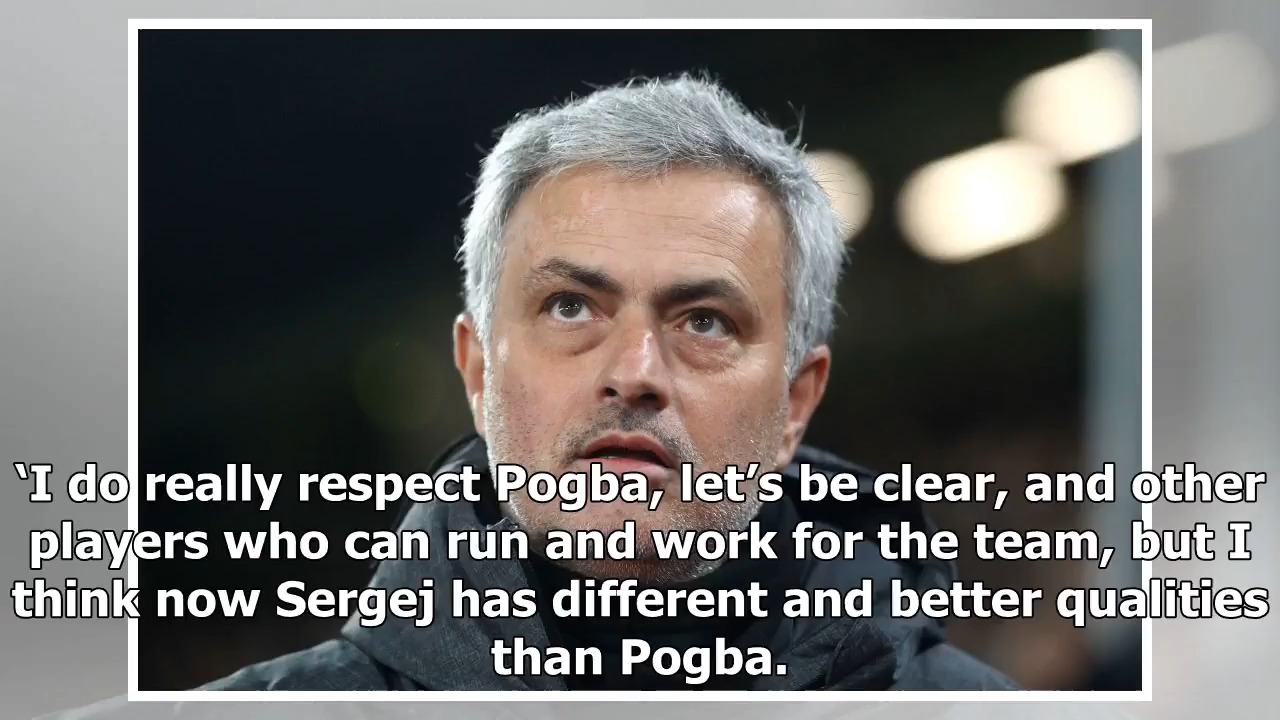 ‘I do really respect Pogba, let’s be clear, and other
players who can run and work for the team, but I
think now Sergej has different and better qualities
than Pogba.